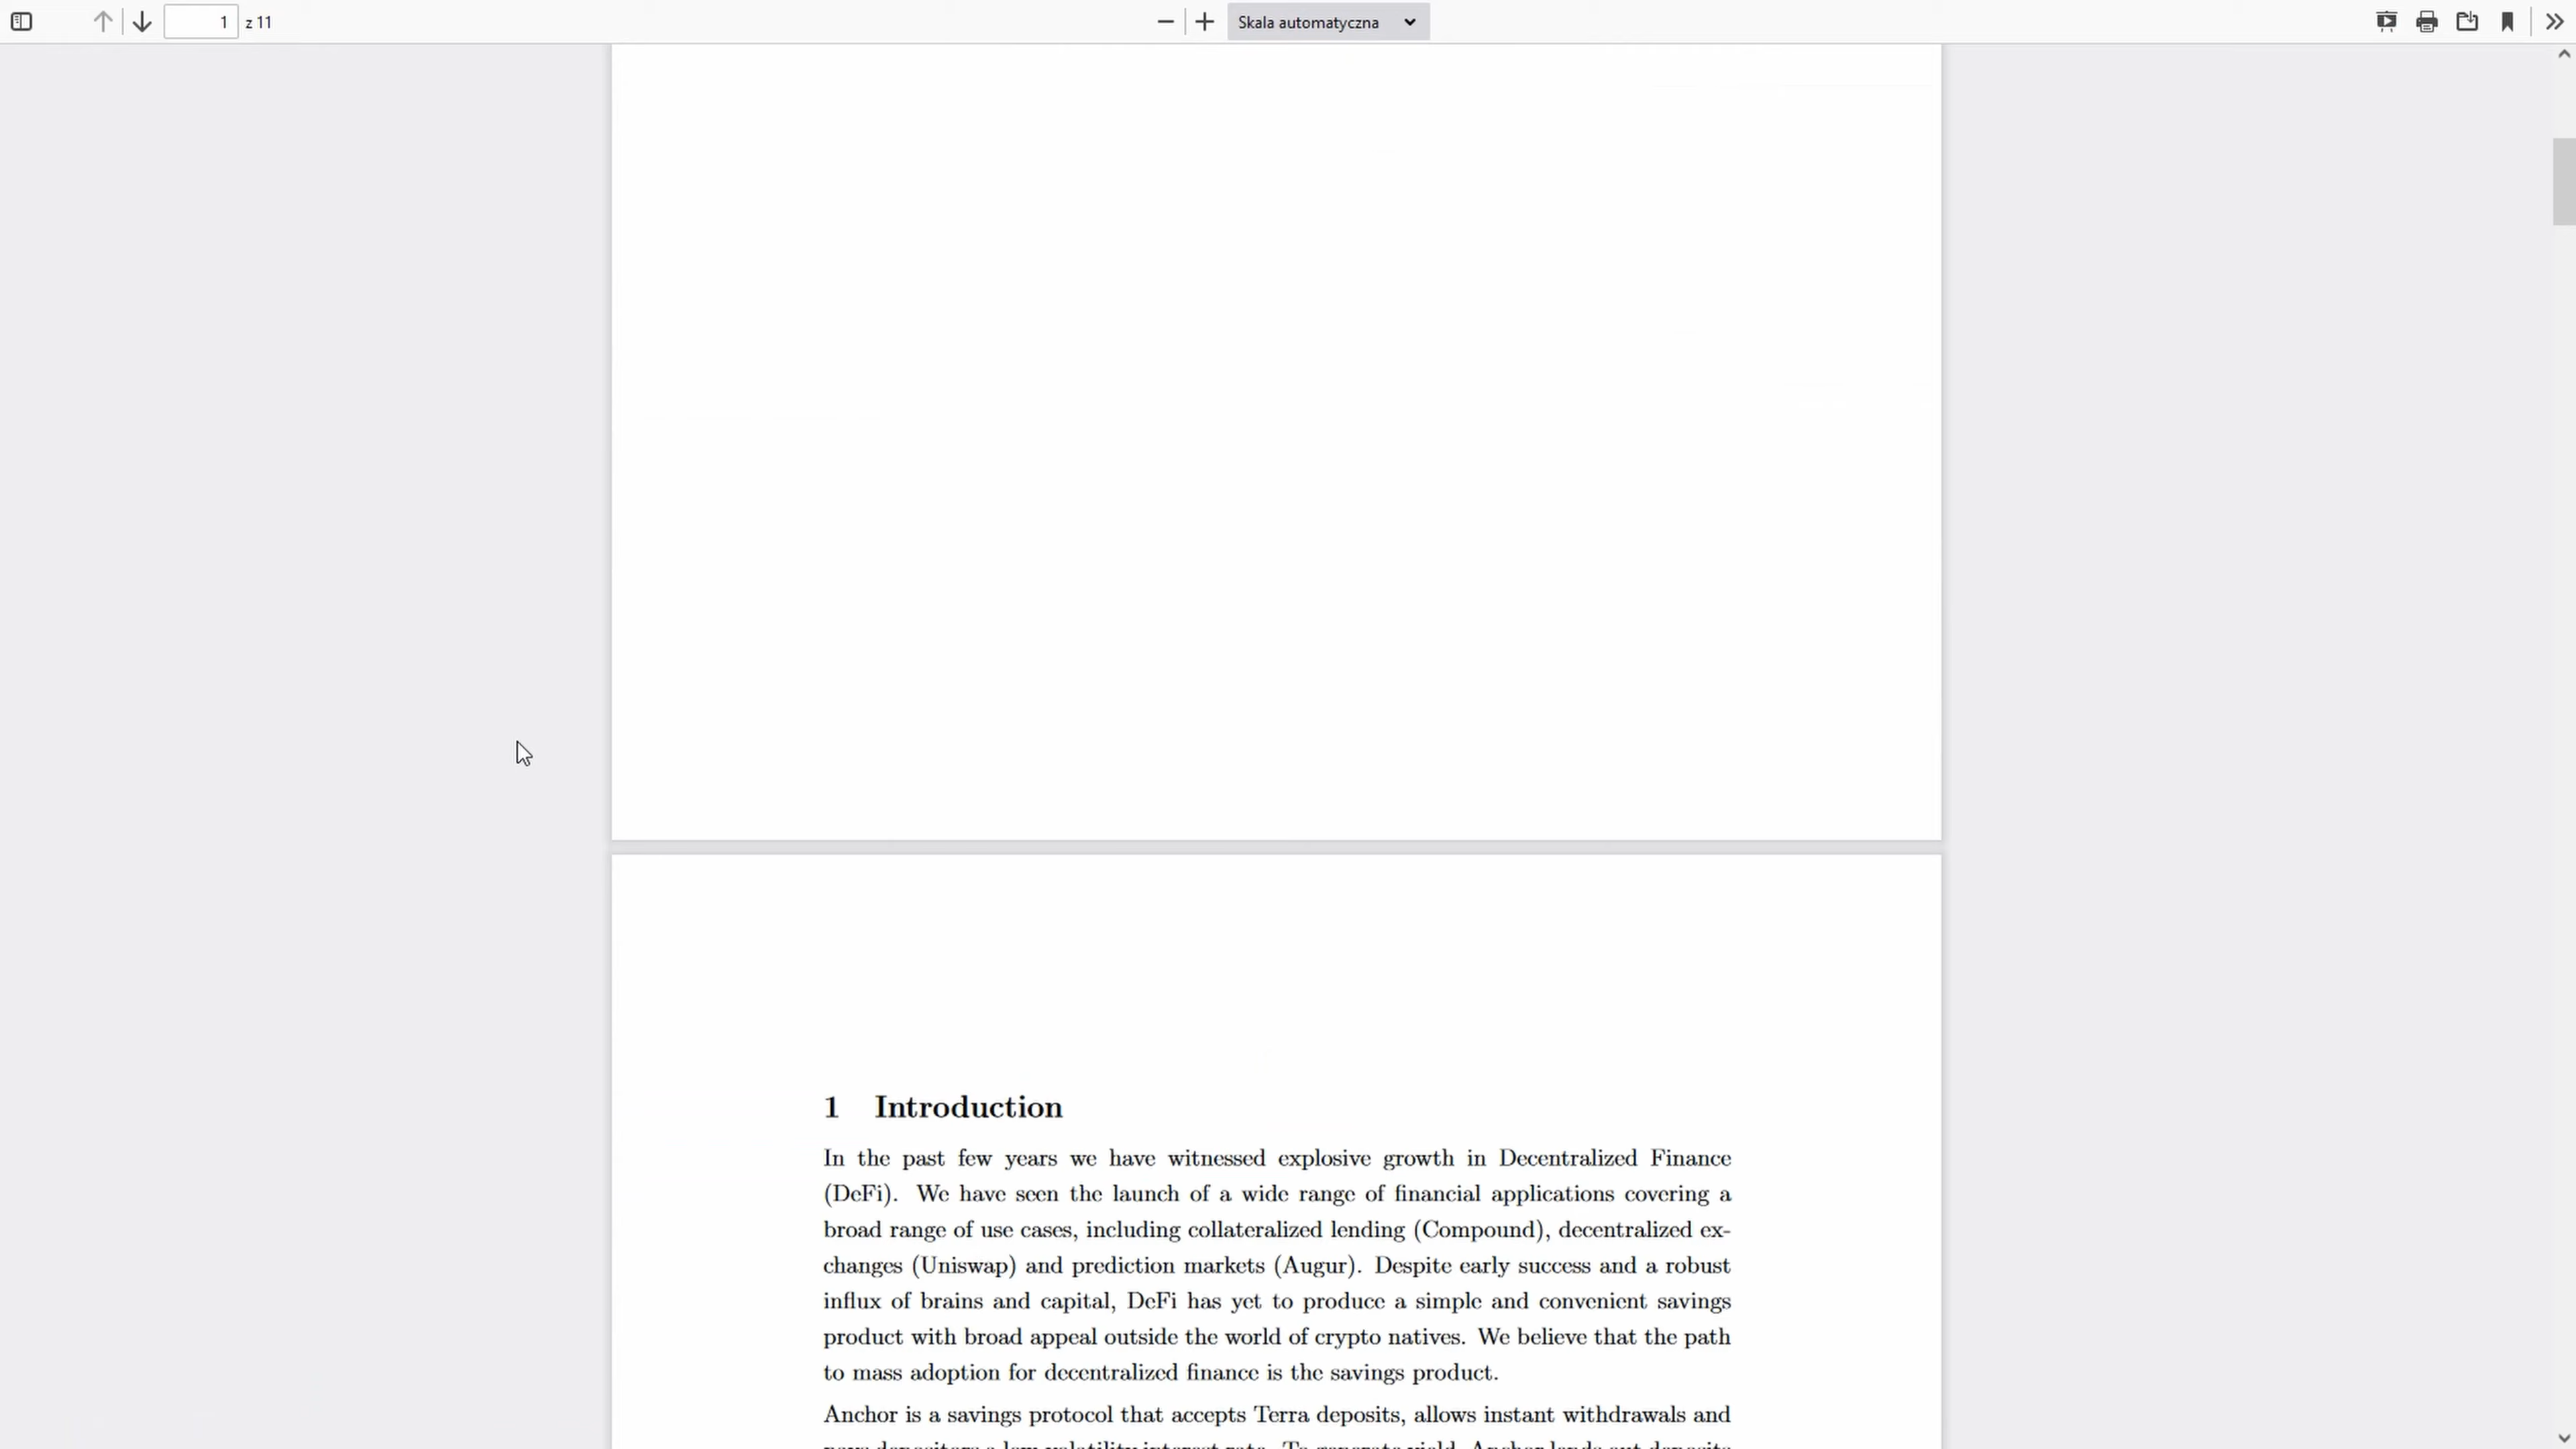 1 z 11
Skala automatyczna
1 Introduction
In the past few years we have witnessed explosive growth in Decentralized Finance
(DeFi). We have seen the launch of a wide range of financial applications covering a
broad range of use cases, including collateralized lending (Compound), decentralized ex-
changes (Uniswap) and prediction markets (Augur). Despite early success and a robust
influx of brains and capital, DeFi has yet to produce a simple and convenient savings
product with broad appeal outside the world of crypto natives. We believe that the path
to mass adoption for decentralized finance is the savings product.
Anchor is a savings protocol that accepts Terra deposits, allows instant withdrawals and